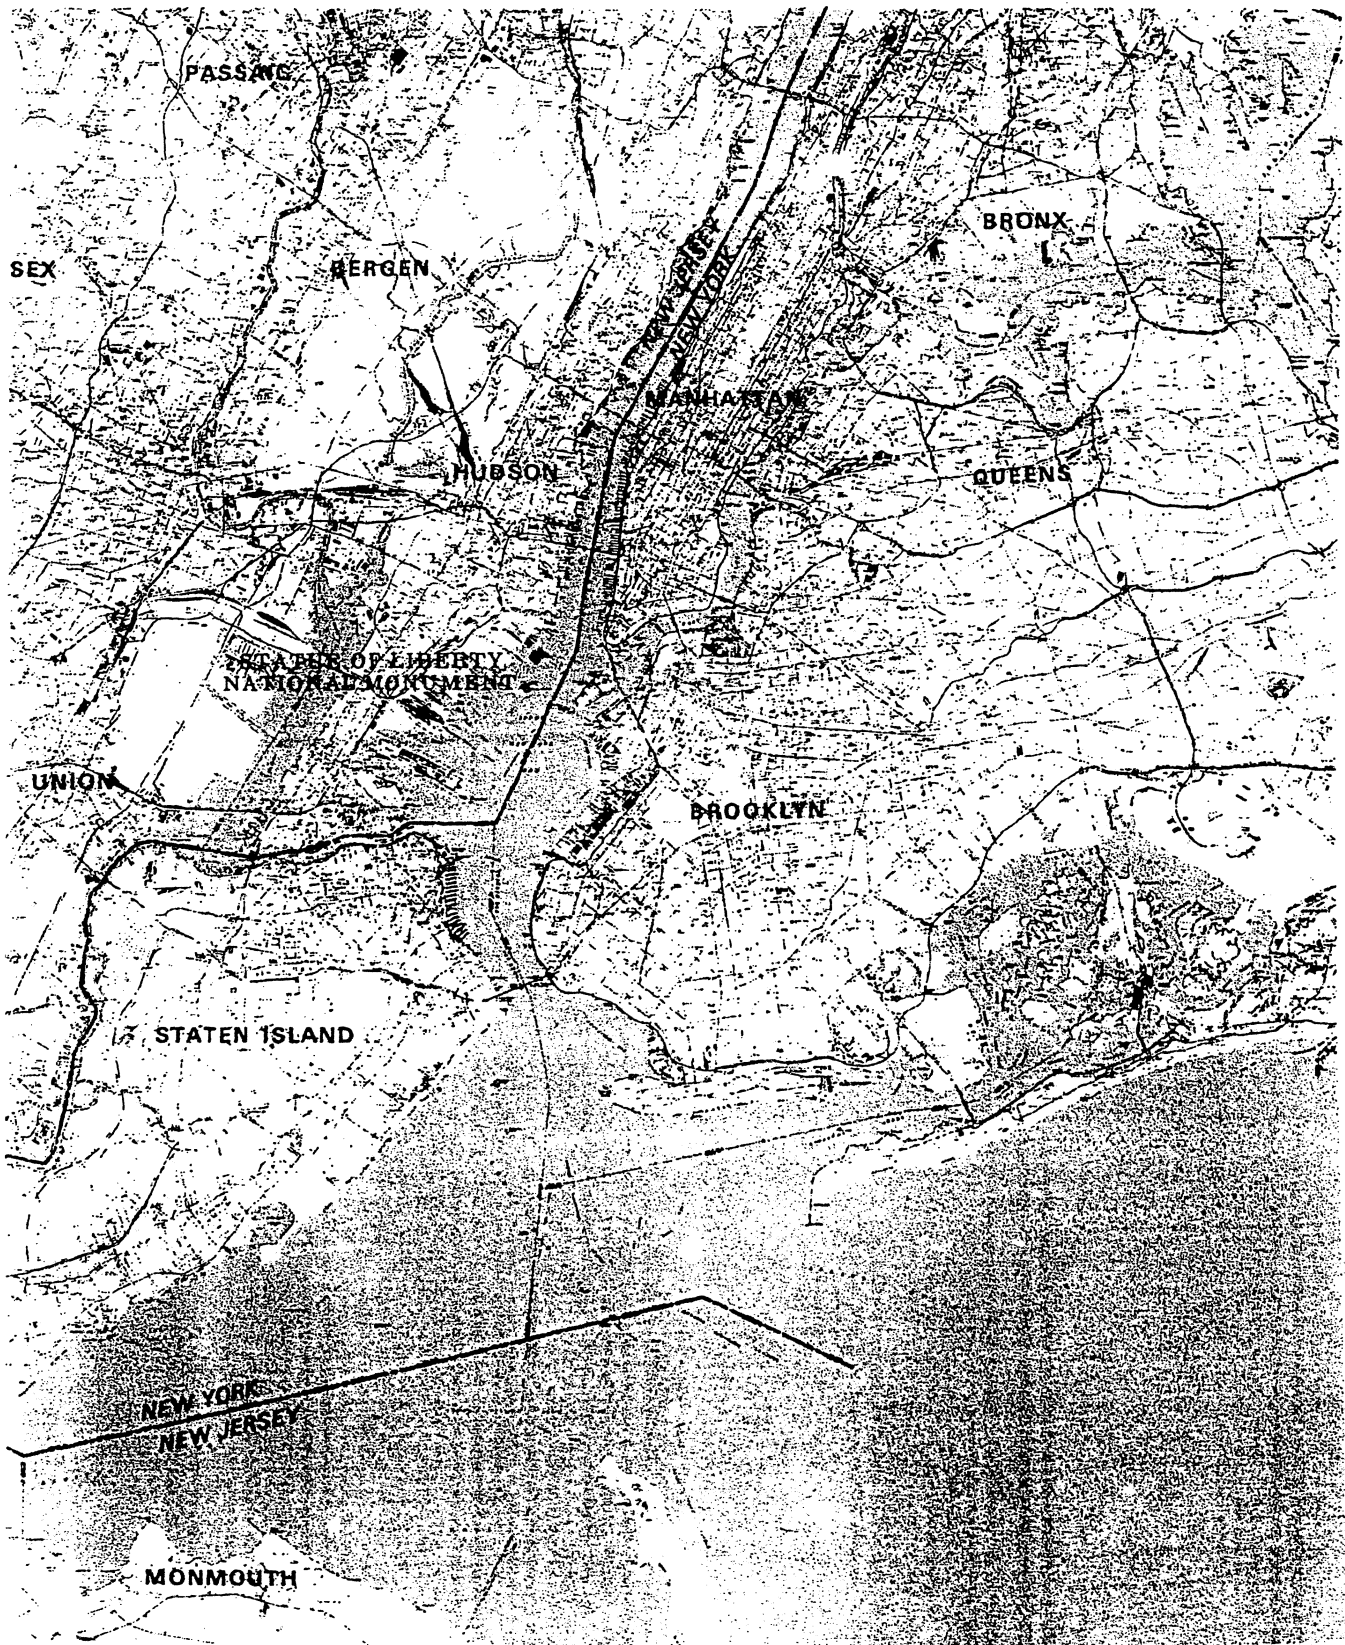 PASSAIC
BRONX
SEX
BERGEN
NEW JERSEY
NEW YORK
MANHATTAN
HUDSON
QUEENS
STATUE OF LIBERTY
NATIONAL MONUMENT
UNION
BROOKLYN
STATEN ISLAND
NEW YORK
NEW JERSEY
MONMOUTH